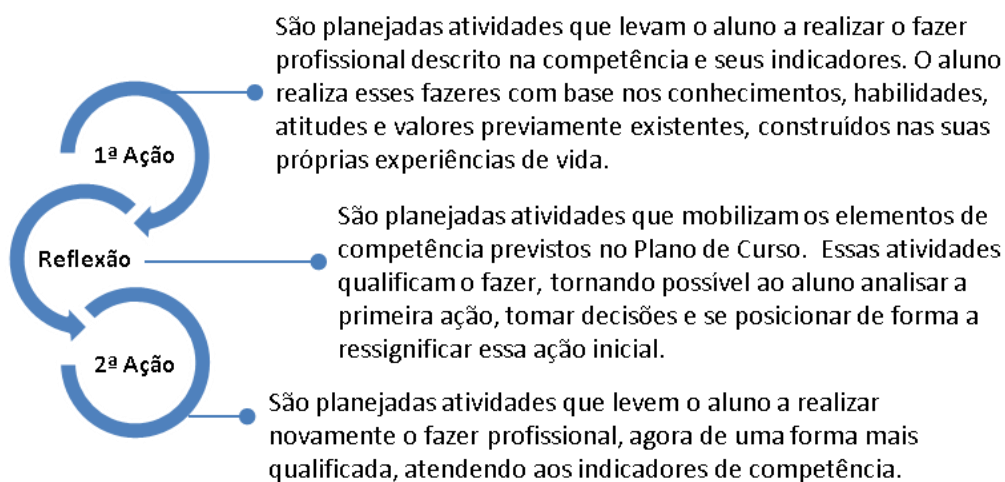 São planejadas atividades que levam o aluno a realizar o fazer
profissional descrito na competência e seus indicadores. O aluno
realiza esses fazeres com base nos conhecimentos, habilidades,
atitudes e valores previamente existentes, construídos nas suas
próprias experiências de vida.
1ª Ação
São planejadas atividades que mobilizam os elementos de
competência previstos no Plano de Curso. Essas atividades
qualificam o fazer, tornando possível ao aluno analisar a
primeira ação, tomar decisões e se posicionar de forma a
ressignificar essa ação inicial.
Reflexão
2ª Ação
São planejadas atividades que levem o aluno a realizar
novamente o fazer profissional, agora de uma forma mais
qualificada, atendendo aos indicadores de competência.